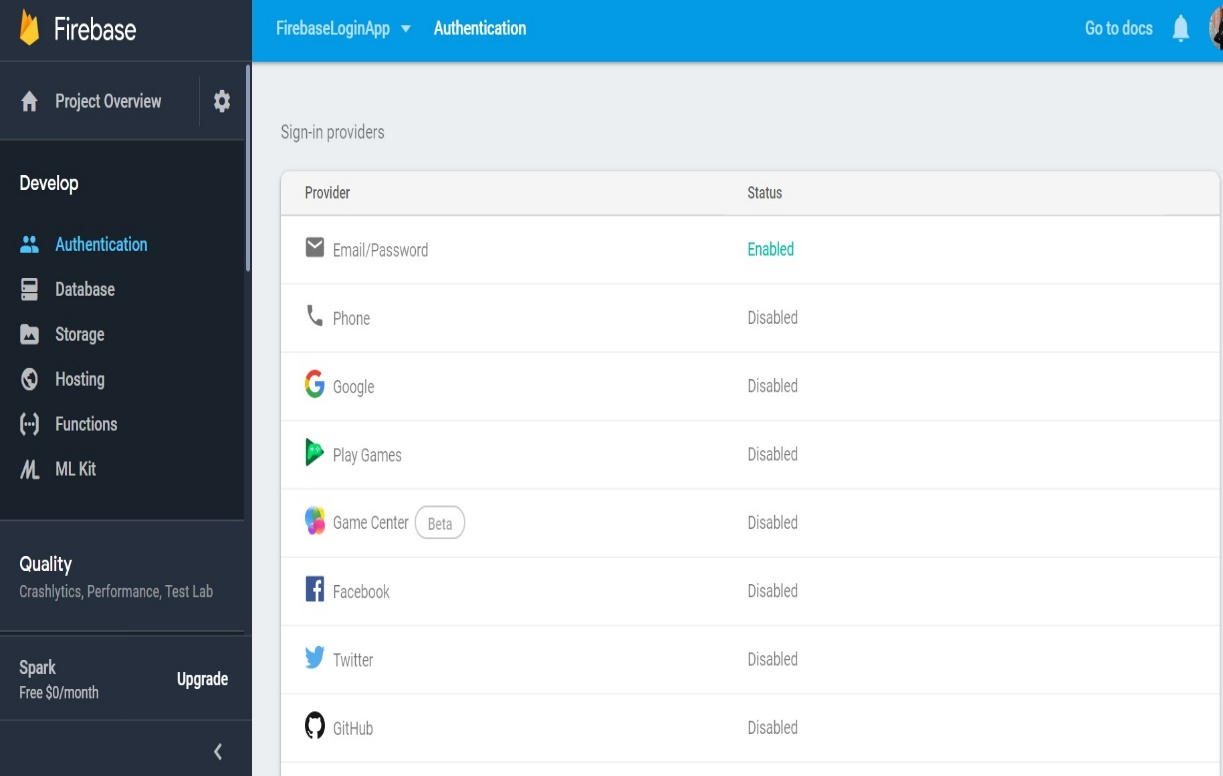 Firebase
FirebaseLoginApp Authentication Go to docs
Project Overview
Develop
Authentication
Database
Storage
Hosting
Functions
ML Kit
Quality
Crashlytics, Performance, Test Lab
Spark
Free $0/month
Upgrade
Sign-in providers
Provider Status
Email/Password Enabled
Phone Disabled
Google Disabled
Play Games Disabled
Game Center Beta Disabled
Facebook Disabled
Twitter Disabled
GitHub Disabled